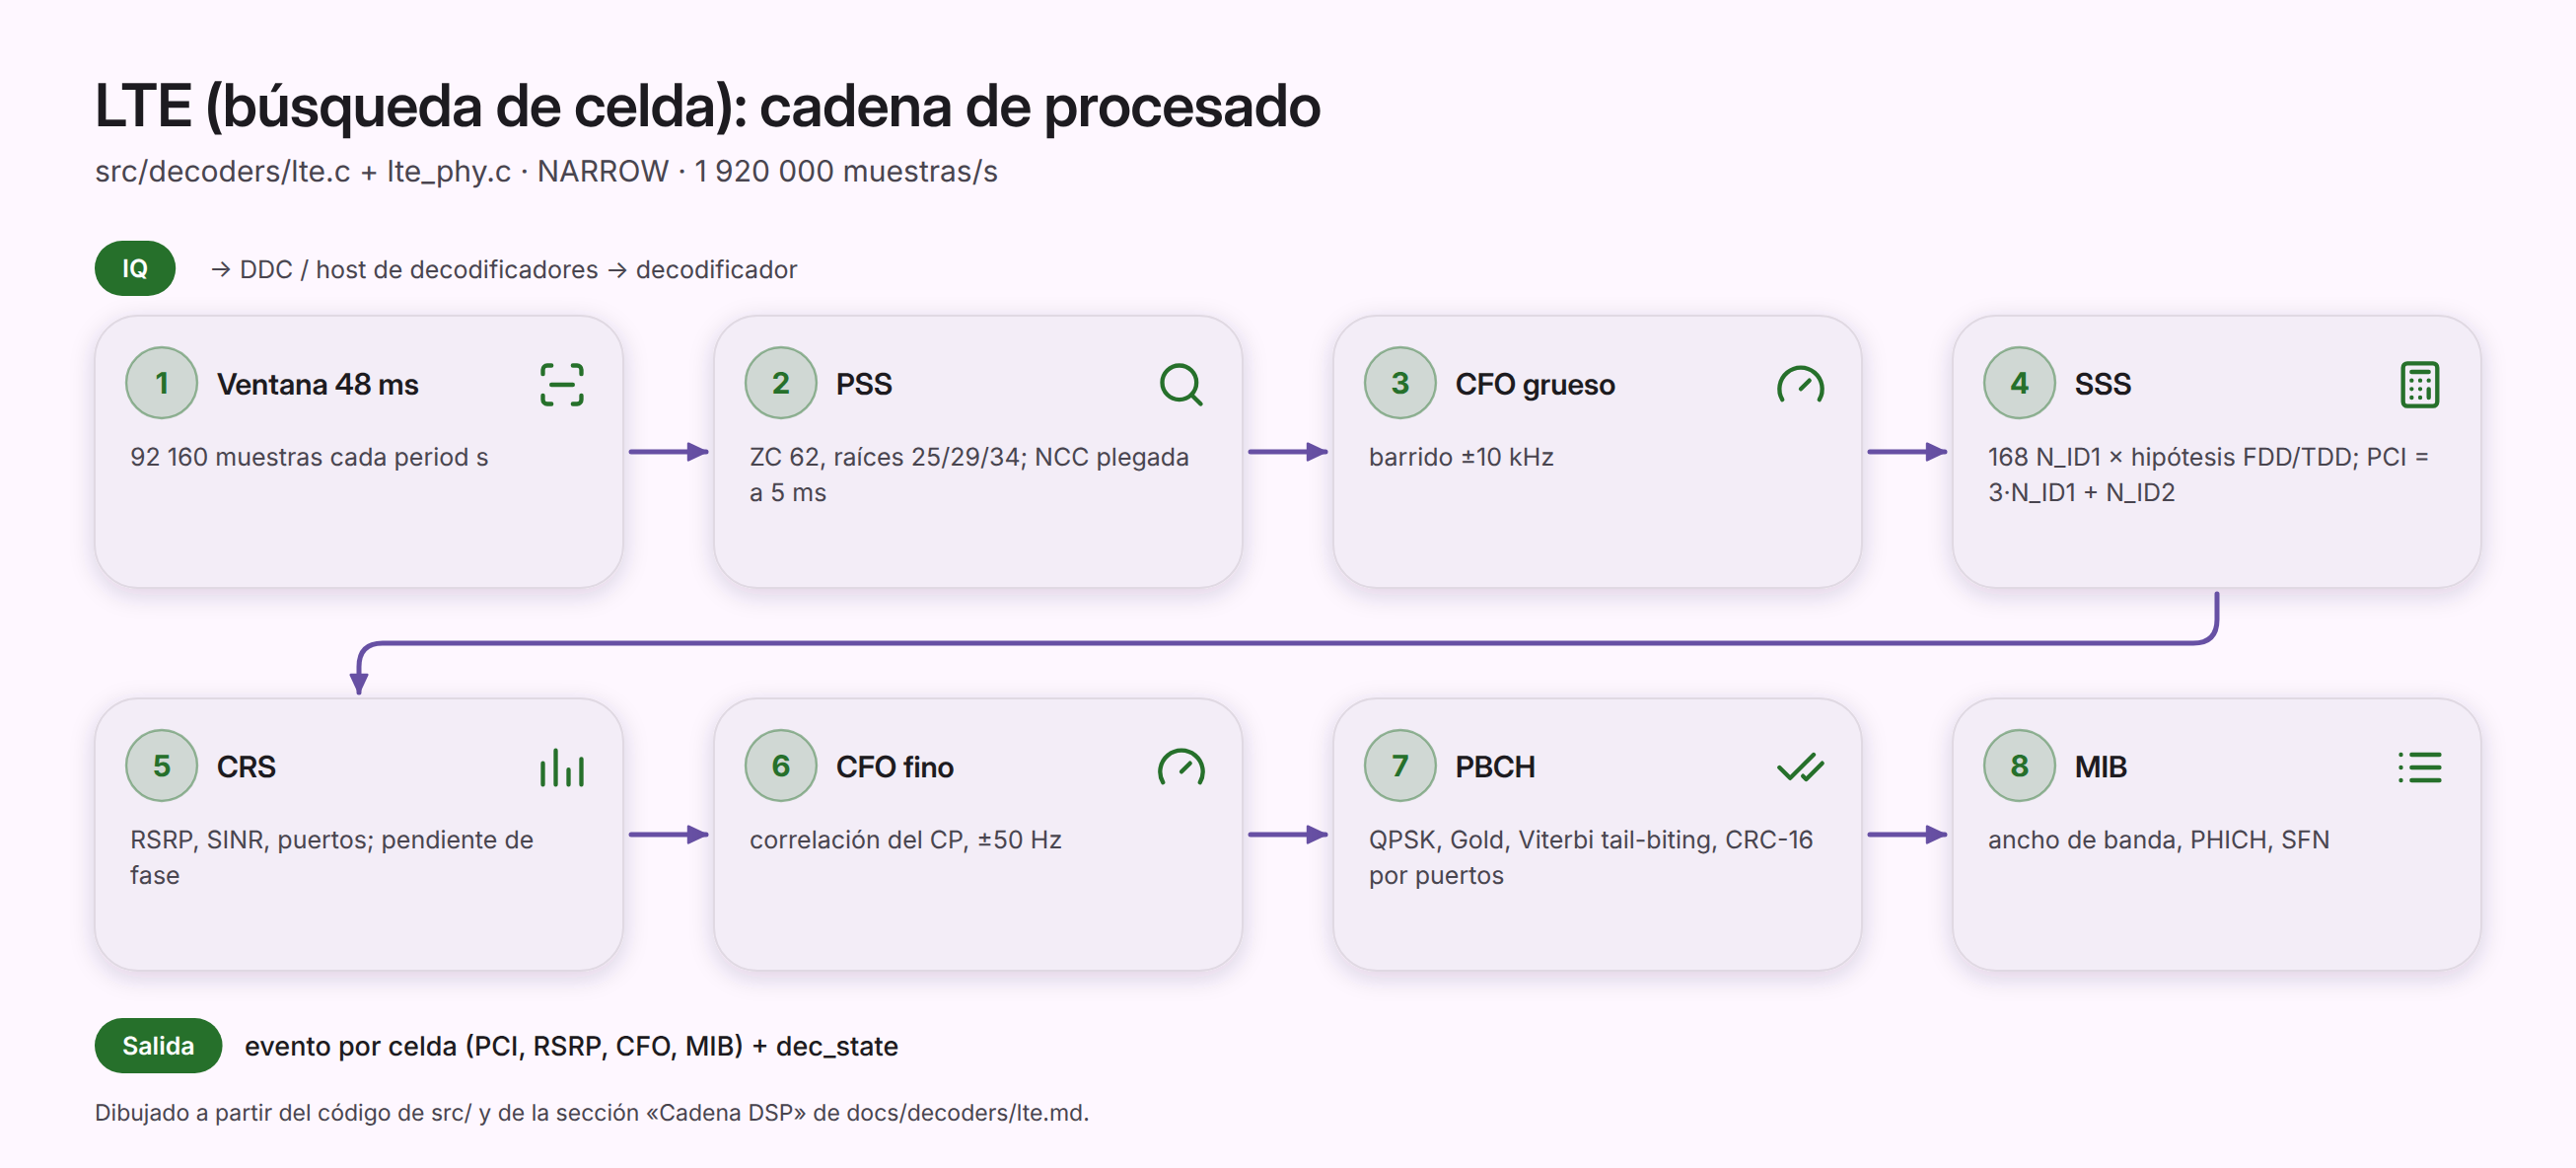 LTE (búsqueda de celda): cadena de procesado
src/decoders/lte.c + lte_phy.c · NARROW · 1 920 000 muestras/s
IQ → DDC / host de decodificadores → decodificador
1 Ventana 48 ms
92 160 muestras cada period s
2 PSS
ZC 62, raíces 25/29/34; NCC plegada
a 5 ms
3 CFO grueso
barrido ±10 kHz
4 SSS
168 N_ID1 × hipótesis FDD/TDD; PCI =
3·N_ID1 + N_ID2
5 CRS
RSRP, SINR, puertos; pendiente de
fase
6 CFO fino
correlación del CP, ±50 Hz
7 PBCH
QPSK, Gold, Viterbi tail-biting, CRC-16
por puertos
8 MIB
ancho de banda, PHICH, SFN
Salida evento por celda (PCI, RSRP, CFO, MIB) + dec_state
Dibujado a partir del código de src/ y de la sección «Cadena DSP» de docs/decoders/lte.md.